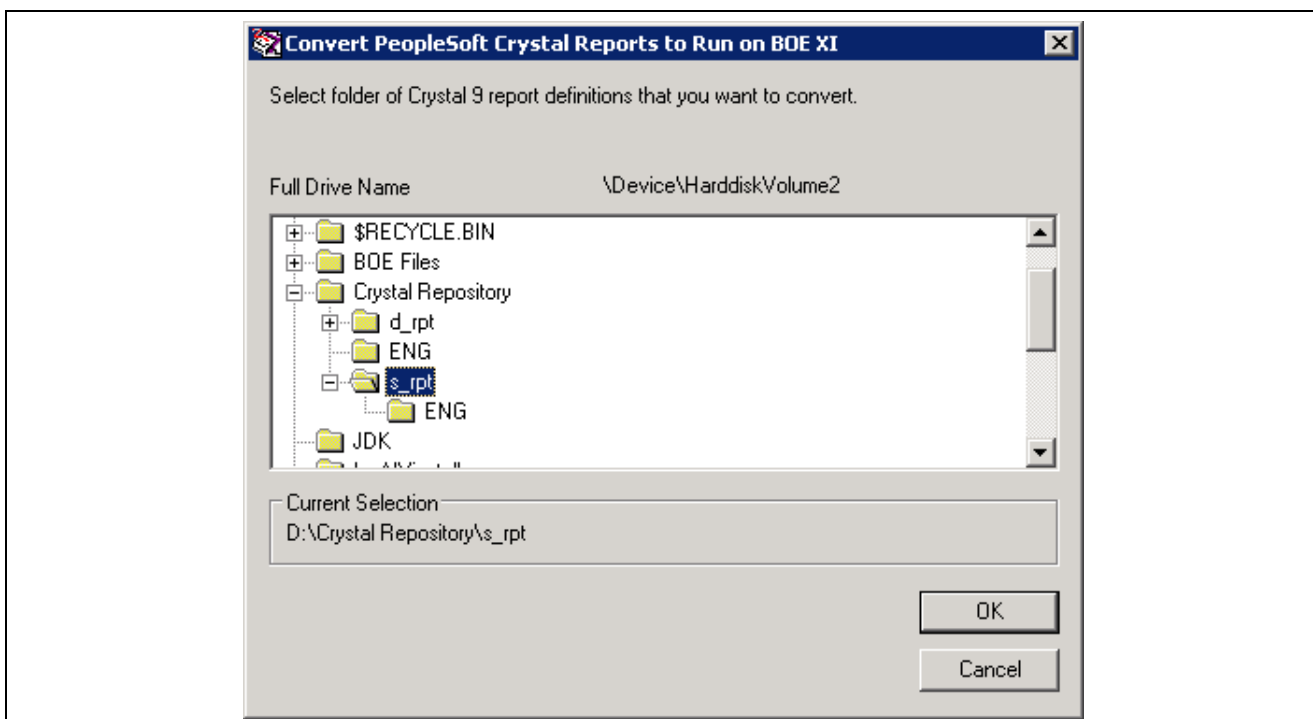 Convert PeopleSoft Crystal Reports to Run on BOE XI
Select folder of Crystal 9 report definitions that you want to convert.
Full Drive Name \Device\HarddiskVolume2
$RECYCLE.BIN
BOE Files
Crystal Repository
d_rpt
ENG
s_rpt
ENG
JDK
Current Selection
D:\Crystal Repository\s_rpt
OK
Cancel